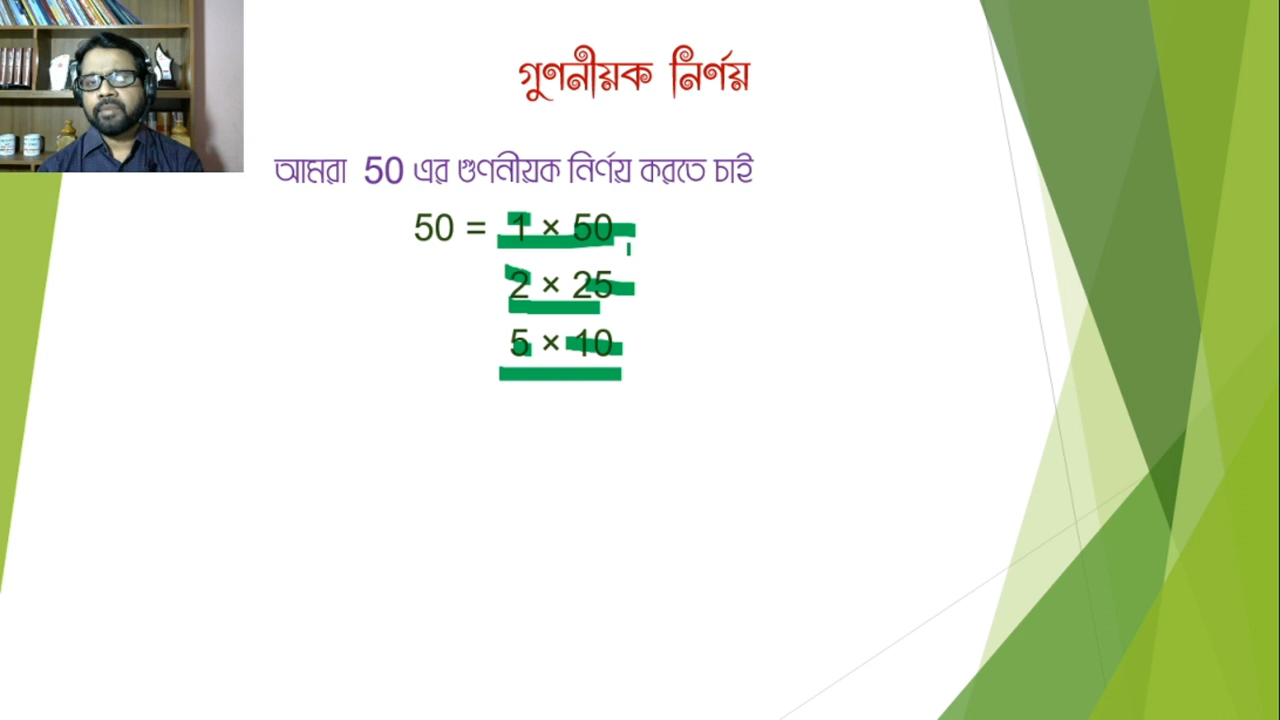 গুণনীয়ক নির্ণয়
আমরা 50 এর গুণনীয়ক নির্ণয় করতে চাই
50 = 1 × 50
2 × 25
5 × 10